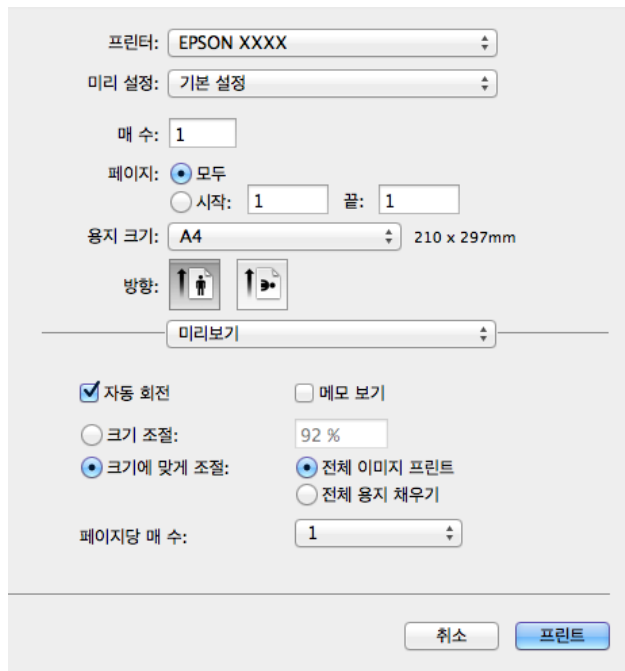 프린터: EPSON XXXX
미리 설정: 기본 설정
매 수: 1
페이지: 모두
시작: 1 끝: 1
용지 크기: A4 210 x 297mm
방향:
미리보기
자동 회전 메모 보기
크기 조절: 92 %
크기에 맞게 조절: 전체 이미지 프린트
전체 용지 채우기
페이지당 매 수: 1
취소 프린트